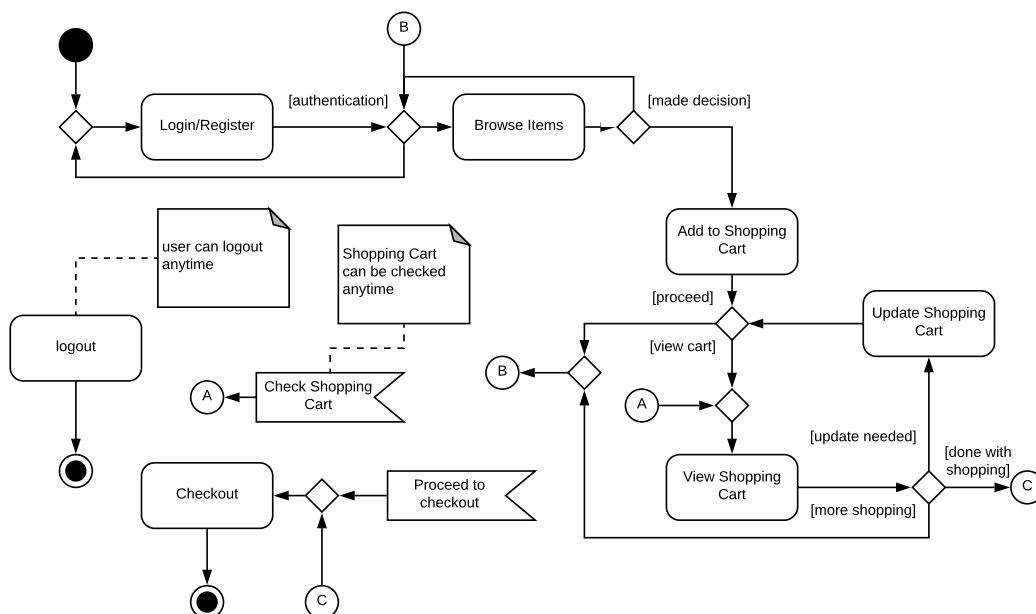 B
[authentication]
[made decision]
Login/Register
Browse Items
user can logout
anytime
Shopping Cart
can be checked
anytime
Add to Shopping
Cart
[proceed]
Update Shopping
Cart
logout
[view cart]
B
Check Shopping
Cart
A
A
[update needed]
[done with
shopping]
View Shopping
Cart
C
[more shopping]
Checkout
Proceed to
checkout
C